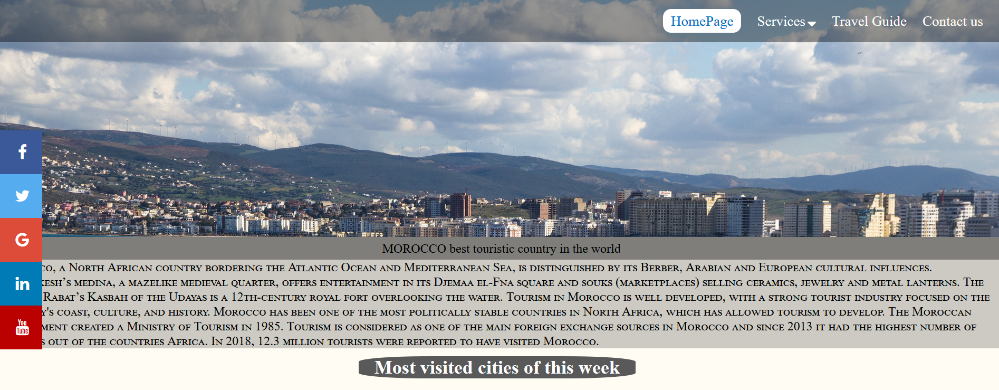 HomePage Services Travel Guide Contact us
MOROCCO best touristic country in the world
co, a North African country bordering the Atlantic Ocean and Mediterranean Sea, is distinguished by its Berber, Arabian and European cultural influences.
kesh’s medina, a mazelike medieval quarter, offers entertainment in its Djemaa el-Fna square and souks (marketplaces) selling ceramics, jewelry and metal lanterns. The
Rabat’s Kasbah of the Udayas is a 12th-century royal fort overlooking the water. Tourism in Morocco is well developed, with a strong tourist industry focused on the
y's coast, culture, and history. Morocco has been one of the most politically stable countries in North Africa, which has allowed tourism to develop. The Moroccan
ment created a Ministry of Tourism in 1985. Tourism is considered as one of the main foreign exchange sources in Morocco and since 2013 it had the highest number of
s out of the countries Africa. In 2018, 12.3 million tourists were reported to have visited Morocco.
You
Tube
Most visited cities of this week